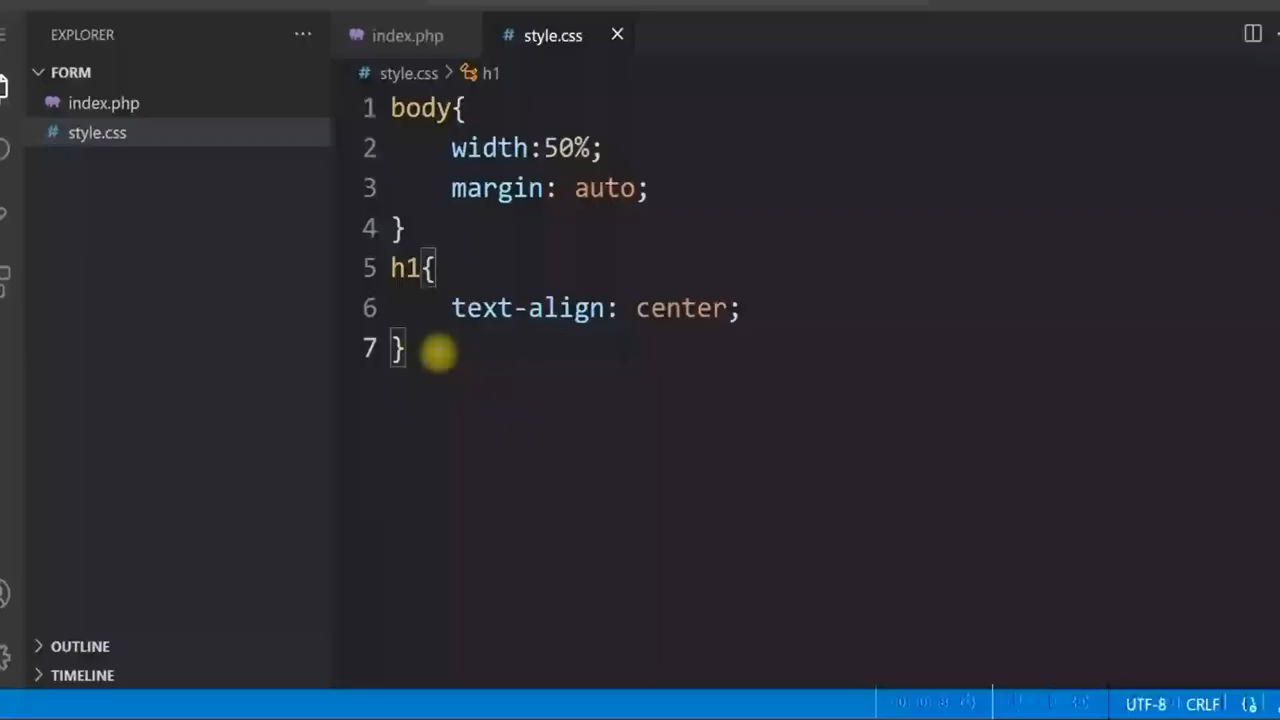 EXPLORER ...
FORM
index.php
style.css
OUTLINE
TIMELINE
index.php
# style.css ×
# style.css > h1
1 body{
2 width:50%;
3 margin: auto;
4 }
5 h1{
6 text-align: center;
7 }
UTF-8 CRLF